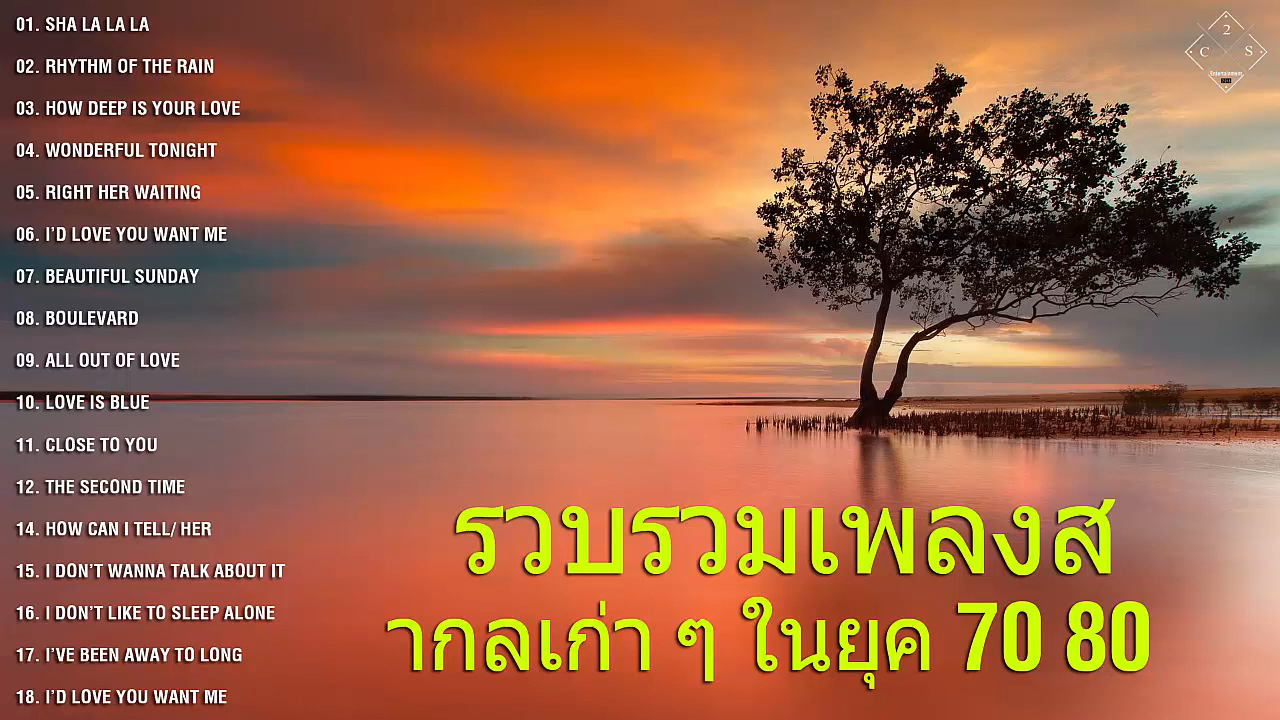 01. SHA LA LA LA
02. RHYTHM OF THE RAIN
03. HOW DEEP IS YOUR LOVE
04. WONDERFUL TONIGHT
05. RIGHT HER WAITING
06. I'D LOVE YOU WANT ME
07. BEAUTIFUL SUNDAY
08. BOULEVARD
09. ALL OUT OF LOVE
10. LOVE IS BLUE
11. CLOSE TO YOU
12. THE SECOND TIME
14. HOW CAN I TELL/ HER
15. I DON'T WANNA TALK ABOUT IT
16. I DON'T LIKE TO SLEEP ALONE
17. I'VE BEEN AWAY TO LONG
18. I'D LOVE YOU WANT ME
2
C S
Entertainment
รวบรวมเพลงส
ากลเก่า ๆ ในยุค 70 80